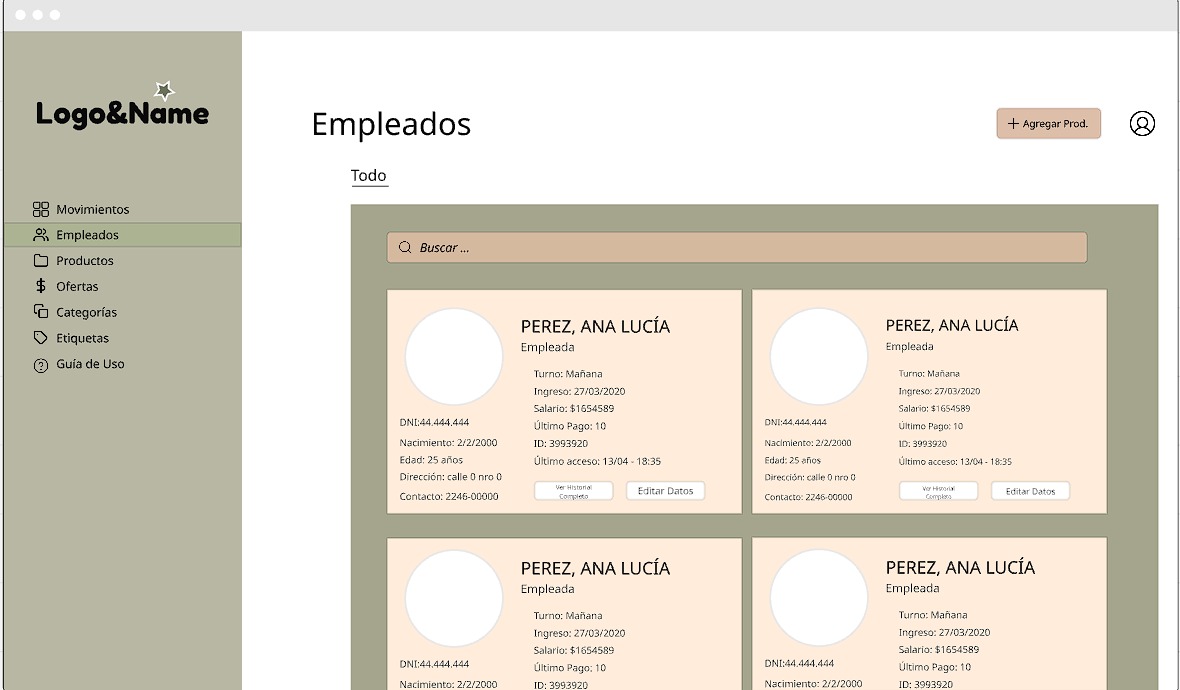 Logo&Name
Movimientos
Empleados
Productos
Ofertas
Categorías
Etiquetas
Guía de Uso
Empleados
+ Agregar Prod.
Todo
Buscar ...
PEREZ, ANA LUCÍA
Empleada
Turno: Mañana
Ingreso: 27/03/2020
Salario: $1654589
Último Pago: 10
ID: 3993920
Último acceso: 13/04 - 18:35
DNI:44.444.444
Nacimiento: 2/2/2000
Edad: 25 años
Dirección: calle 0 nro 0
Contacto: 2246-00000
Ver Historial
Completo
Editar Datos
PEREZ, ANA LUCÍA
Empleada
Turno: Mañana
Ingreso: 27/03/2020
Salario: $1654589
Último Pago: 10
ID: 3993920
Último acceso: 13/04 - 18:35
DNI:44.444.444
Nacimiento: 2/2/2000
Edad: 25 años
Dirección: calle 0 nro 0
Contacto: 2246-00000
Ver Historial
Completo
Editar Datos
PEREZ, ANA LUCÍA
Empleada
Turno: Mañana
Ingreso: 27/03/2020
Salario: $1654589
Último Pago: 10
ID: 3993920
DNI:44.444.444
Nacimiento: 2/2/2000
PEREZ, ANA LUCÍA
Empleada
Turno: Mañana
Ingreso: 27/03/2020
Salario: $1654589
Último Pago: 10
ID: 3993920
DNI:44.444.444
Nacimiento: 2/2/2000